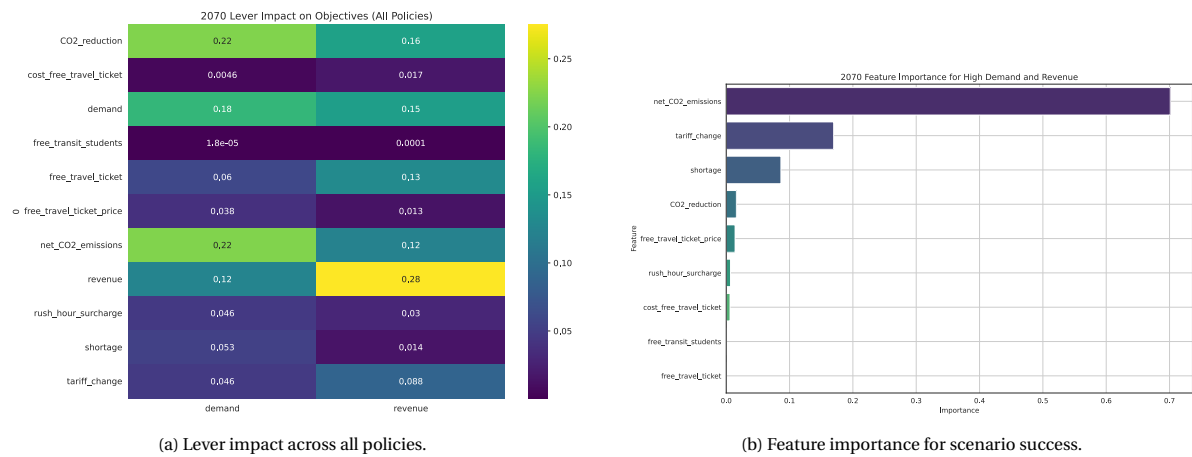 2070 Lever Impact on Objectives (All Policies)
CO2_reduction 0.22 0.16
cost_free_travel_ticket 0.0046 0.017
demand 0.18 0.15
free_transit_students 1.8e-05 0.0001
free_travel_ticket 0,06 0,13
0 free_travel_ticket_price 0,038 0,013
net_CO2_emissions 0,22 0,12
revenue 0,12 0,28
rush_hour_surcharge 0,046 0,03
shortage 0,053 0,014
tariff_change 0,046 0,088
demand revenue
0.25
0.20
0,15
0,10
0,05
(a) Lever impact across all policies.
2070 Feature Importance for High Demand and Revenue
Feature
net_CO2_emissions
tariff_change
shortage
CO2_reduction
free_travel_ticket_price
rush_hour_surcharge
cost_free_travel_ticket
free_transit_students
free_travel_ticket
0.0 0.1 0.2 0.3 0.4 0.5 0.6 0.7
Importance
(b) Feature importance for scenario success.